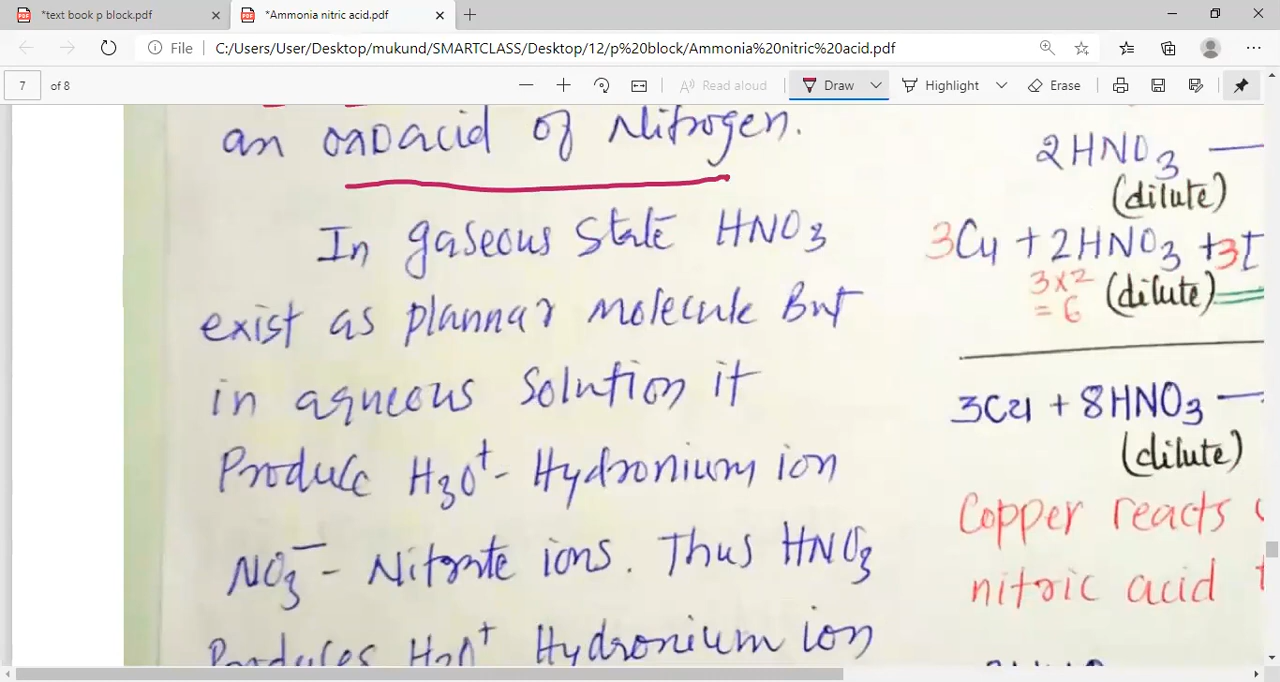 *text book p block.pdf
*Ammonia nitric acid.pdf
File
C:/Users/User/Desktop/mukund/SMARTCLASS/Desktop/12/p%20block/Ammonia%20nitric%20acid.pdf
7 of 8
Read aloud
Draw
Highlight
Erase
an oxoacid of Nitrogen.
In gaseous State HNO3
exist as plannar molecule But
in aqueous Solution it
Produce H3O+ - Hydronium ion
NO3− - Nitrate ions. Thus HNO3
Produces H3O+ Hydronium ion
2HNO3
(dilute)
3Cu + 2HNO3 +3
3x2
= 6
(dilute)
3Cu + 8HNO3
(dilute)
Copper reacts
nitric acid